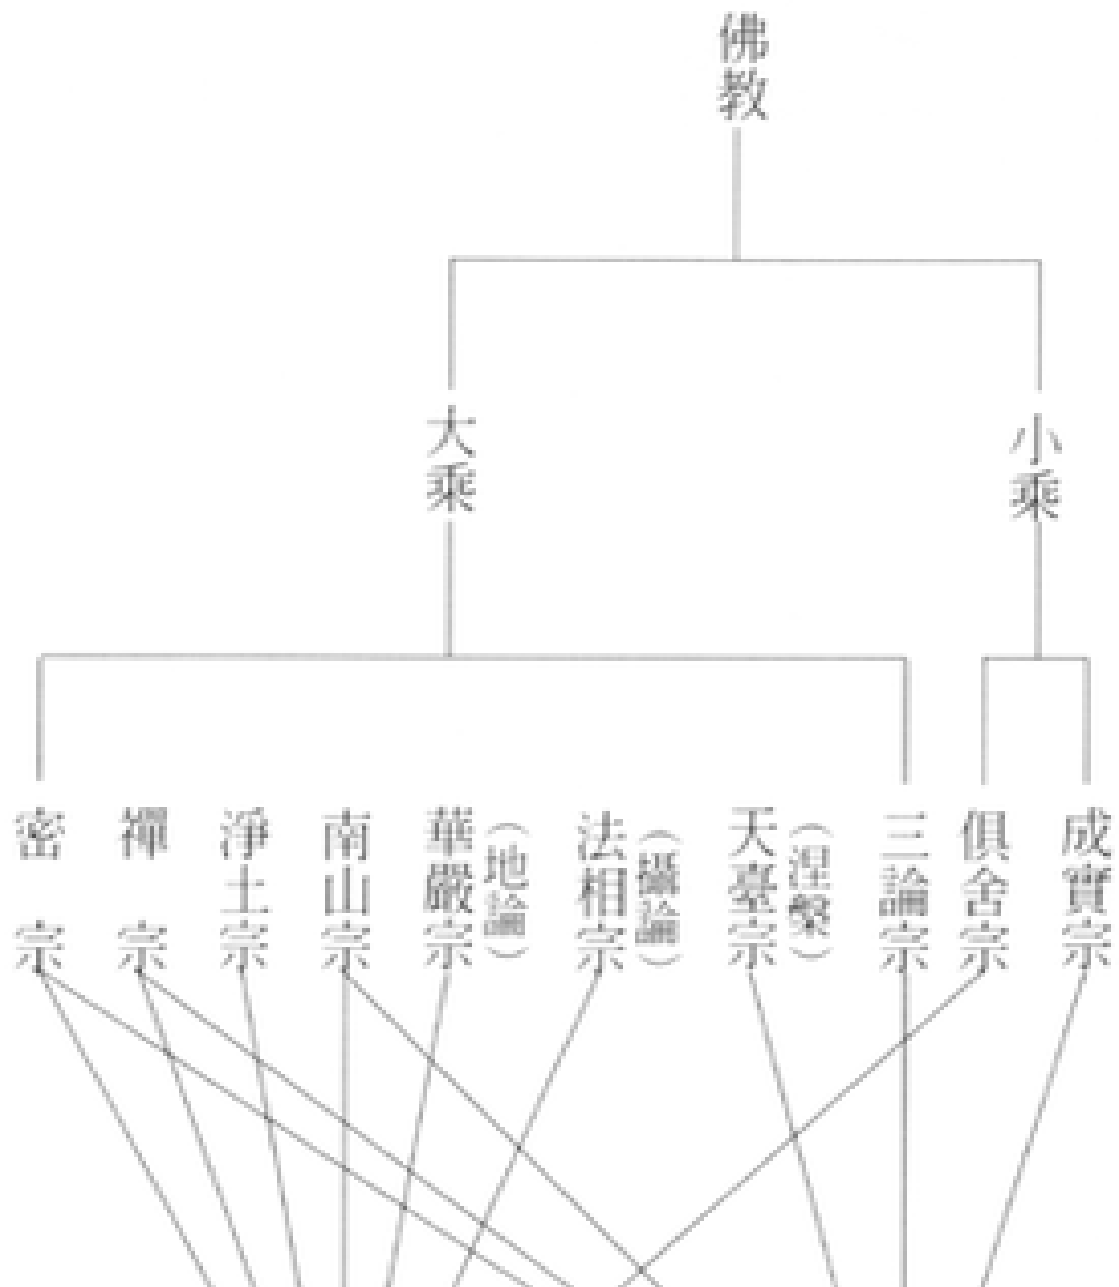 佛教
小乘
大乘
成實宗
俱舍宗
三論宗
（涅槃）
天臺宗
（攝論）
法相宗
（地論）
華嚴宗
南山宗
淨土宗
禪宗
密宗